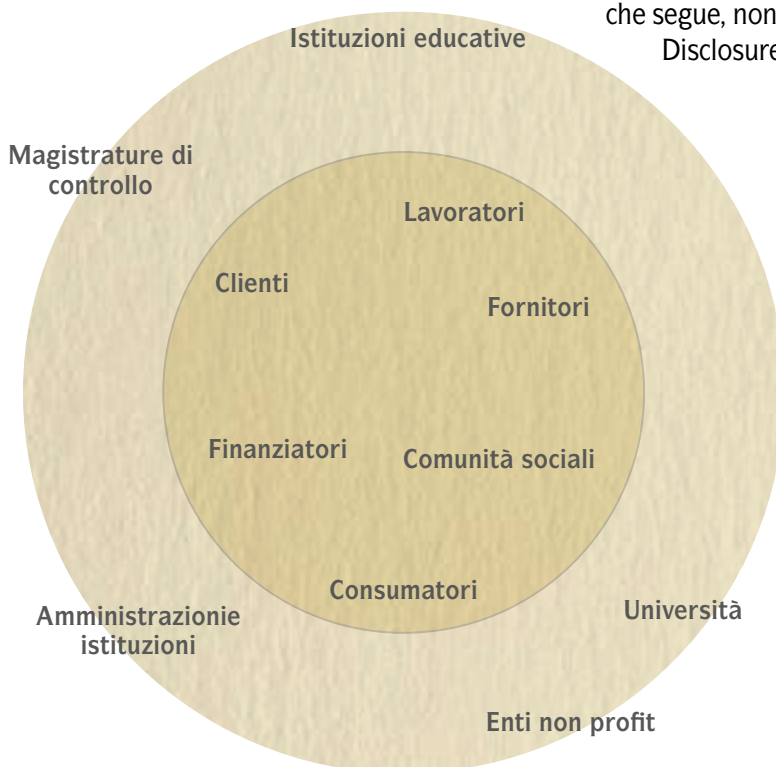 che segue, non
Disclosure
Istituzioni educative
Magistrature di
controllo
Lavoratori
Clienti
Fornitori
Finanziatori
Comunità sociali
Consumatori
Amministrazionie
istituzioni
Università
Enti non profit